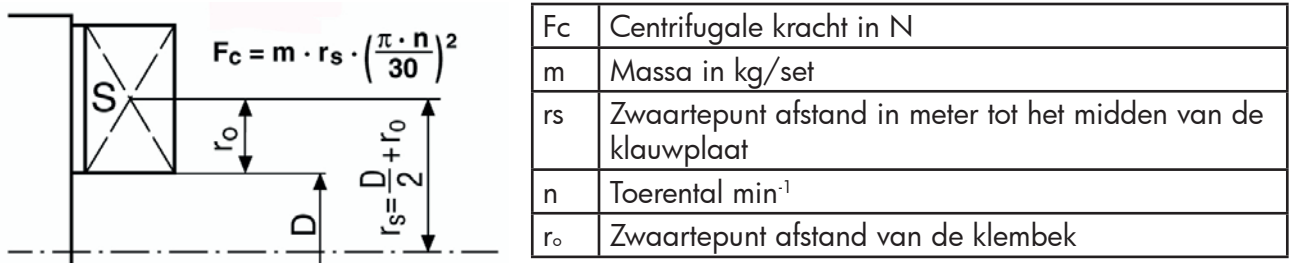 Fc = m · rs · (π · n / 30)²
S
ro
rs = D/2 + ro
D
Fc Centrifugale kracht in N
m Massa in kg/set
rs Zwaartepunt afstand in meter tot het midden van de
klauwplaat
n Toerental min⁻¹
ro Zwaartepunt afstand van de klembek